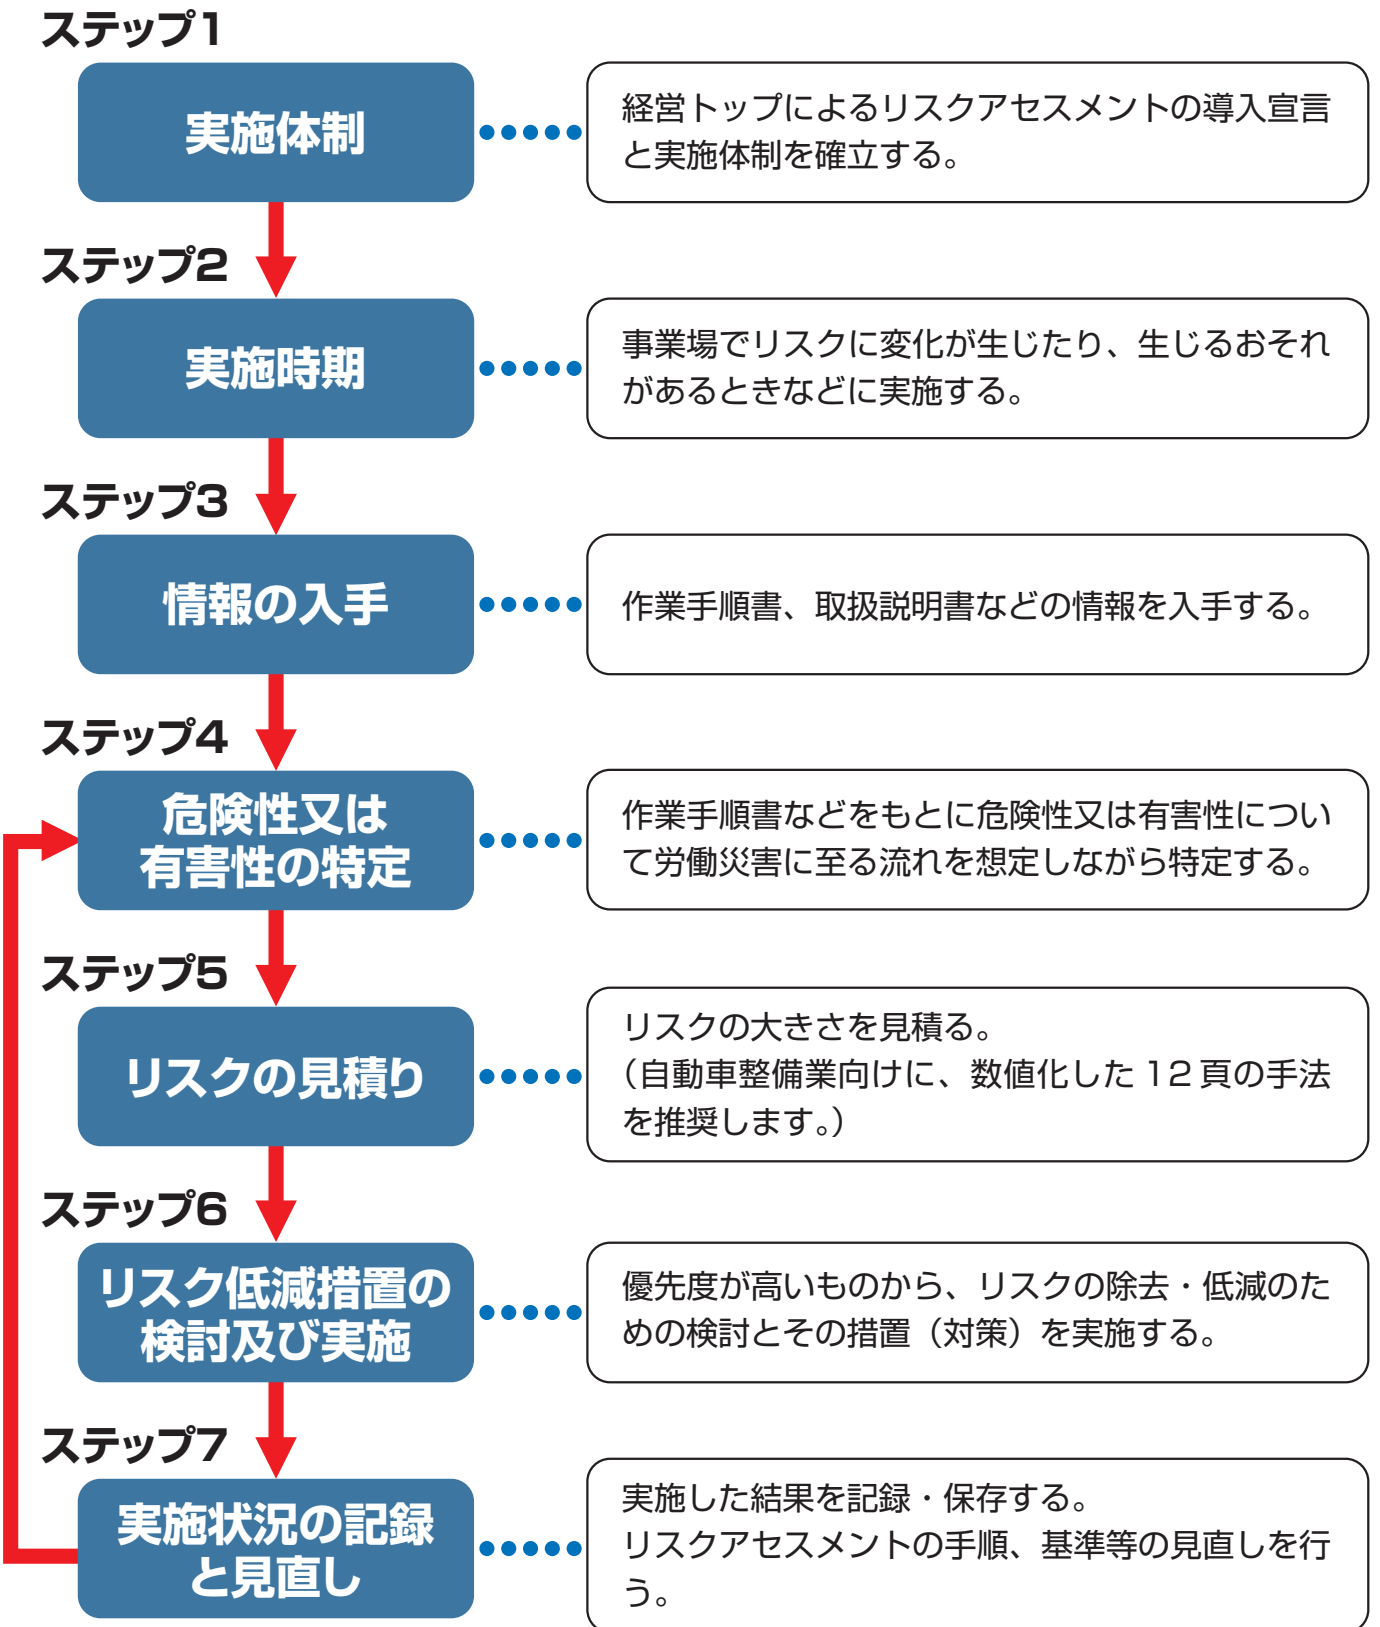 ステップ1
実施体制
経営トップによるリスクアセスメントの導入宣言
と実施体制を確立する。
ステップ2
実施時期
事業場でリスクに変化が生じたり、生じるおそれ
があるときなどに実施する。
ステップ3
情報の入手
作業手順書、取扱説明書などの情報を入手する。
ステップ4
危険性又は
有害性の特定
作業手順書などをもとに危険性又は有害性につい
て労働災害に至る流れを想定しながら特定する。
ステップ5
リスクの見積り
リスクの大きさを見積る。
（自動車整備業向けに、数値化した 12 頁の手法
を推奨します。）
ステップ6
リスク低減措置の
検討及び実施
優先度が高いものから、リスクの除去・低減のた
めの検討とその措置（対策）を実施する。
ステップ7
実施状況の記録
と見直し
実施した結果を記録・保存する。
リスクアセスメントの手順、基準等の見直しを行
う。